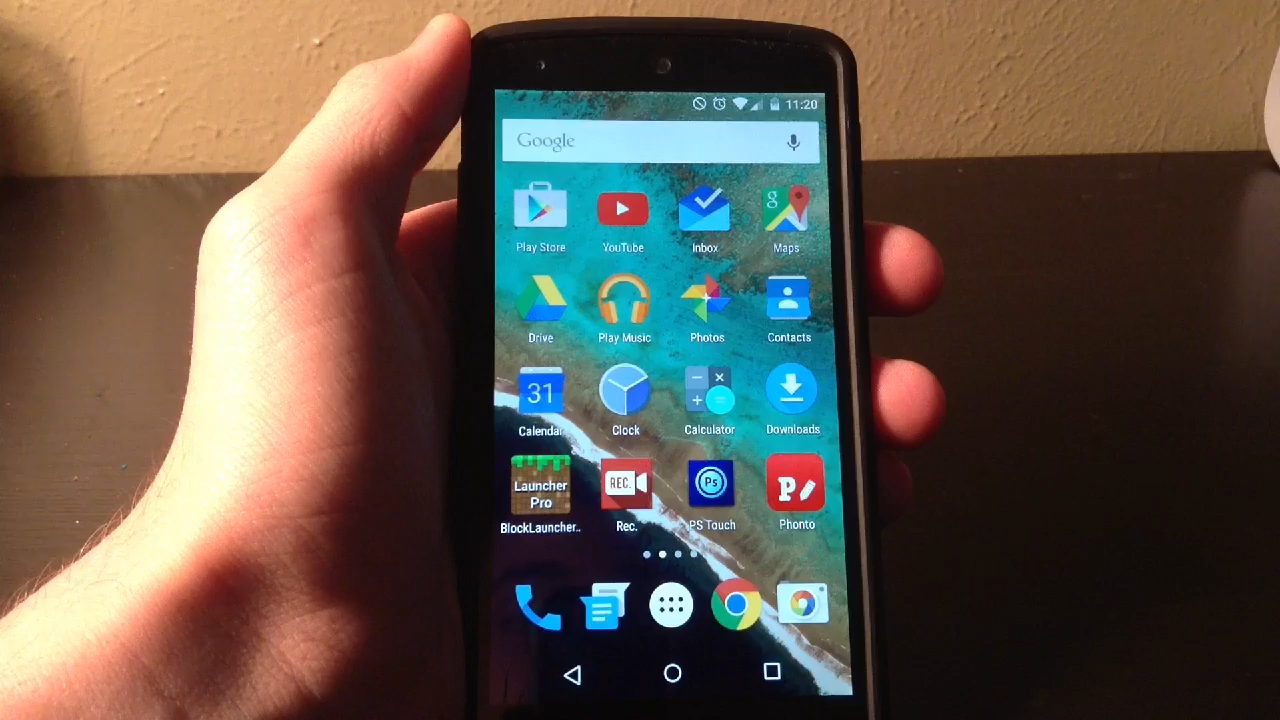 11:20
Google
Play Store YouTube Inbox g Maps
Drive Play Music Photos Contacts
31
Calendar Clock Calculator Downloads
Launcher Pro REC. Ps P
BlockLauncher.. Rec. PS Touch Phonto